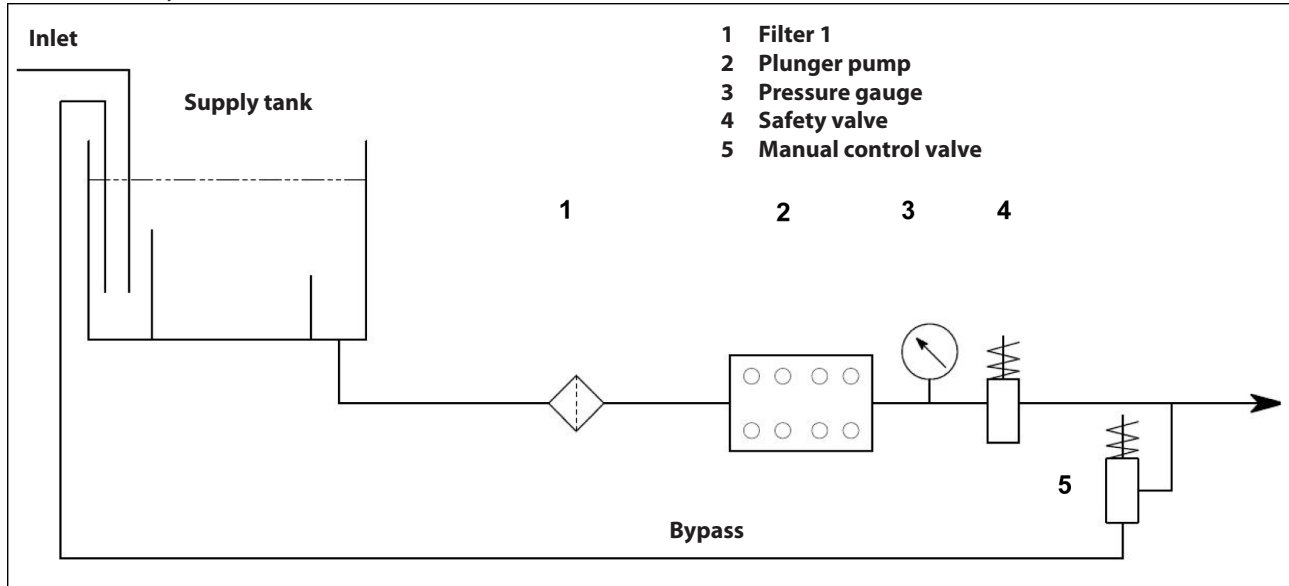 Inlet
Supply tank
1 Filter 1
2 Plunger pump
3 Pressure gauge
4 Safety valve
5 Manual control valve
1
2
3
4
5
Bypass